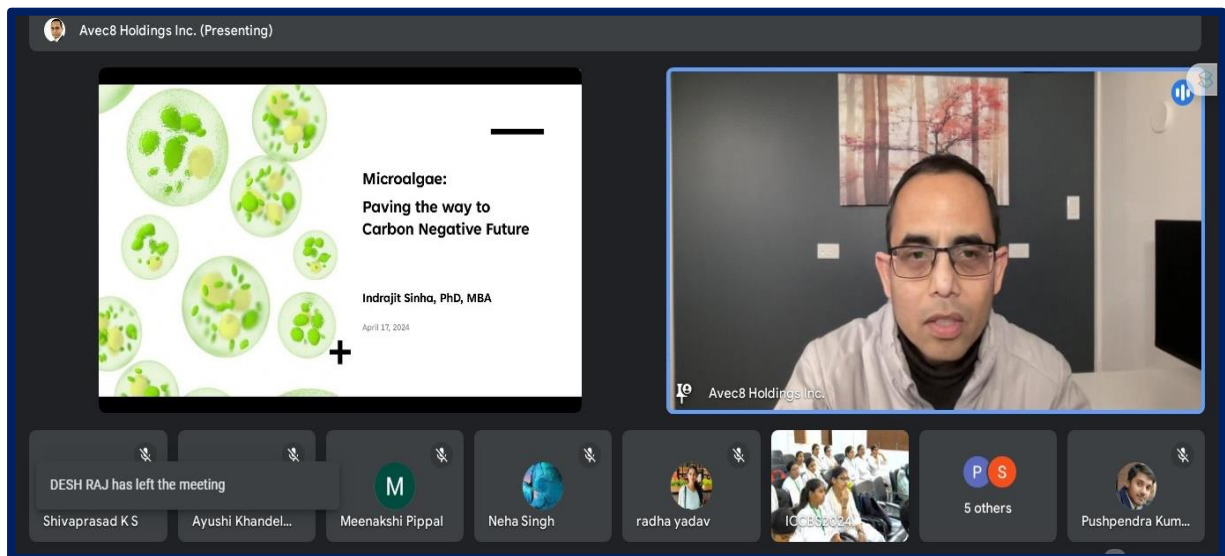 Avec8 Holdings Inc. (Presenting)
Microalgae:
Paving the way to
Carbon Negative Future
Indrajit Sinha, PhD, MBA
April 17, 2024
Avec8 Holdings Inc.
DESH RAJ has left the meeting
M
P S
5 others
Shivaprasad K S
Ayushi Khandel...
Meenakshi Pippal
Neha Singh
radha yadav
ICCBS2024
Pushpendra Kum...